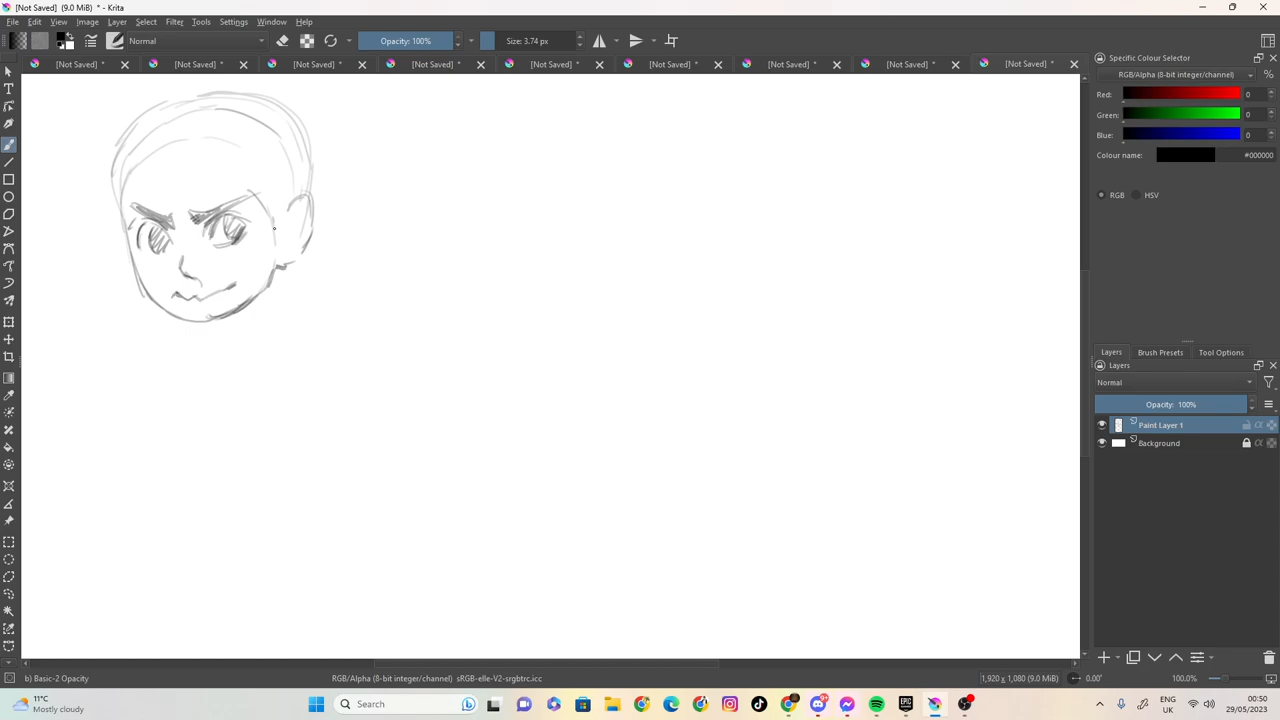 [Not Saved] (9.0 MiB) * - Krita
File Edit View Image Layer Select Filter Tools Settings Window Help
Normal Opacity: 100% Size: 3.74 px
[Not Saved] * [Not Saved] * [Not Saved] * [Not Saved] * [Not Saved] * [Not Saved] * [Not Saved] * [Not Saved] * [Not Saved] *
Specific Colour Selector
RGB/Alpha (8-bit integer/channel) %
Red: 0
Green: 0
Blue: 0
Colour name: #000000
RGB HSV
Layers Brush Presets Tool Options
Layers
Normal
Opacity: 100%
Paint Layer 1
Background
b) Basic-2 Opacity RGB/Alpha (8-bit integer/channel) sRGB-elle-V2-srgbtrc.icc 1,920 x 1,080 (9.0 MiB) 0.00° 100.0%
11°C
Mostly cloudy
Search
ENG
UK
00:50
29/05/2023